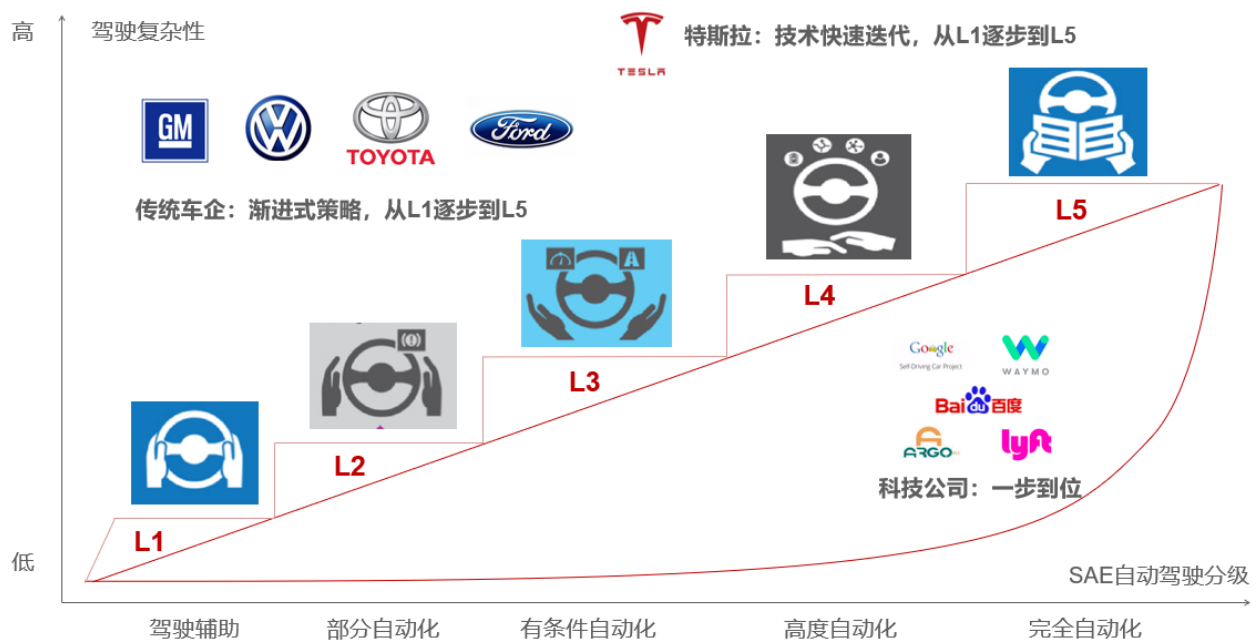 高
驾驶复杂性
TESLA
特斯拉：技术快速迭代，从L1逐步到L5
GM
TOYOTA
Ford
传统车企：渐进式策略，从L1逐步到L5
L5
L4
L3
L2
L1
Google
Self-Driving Car Project
WAYMO
Bai du 百度
ARGO AI
lyft
科技公司：一步到位
低
SAE自动驾驶分级
驾驶辅助
部分自动化
有条件自动化
高度自动化
完全自动化